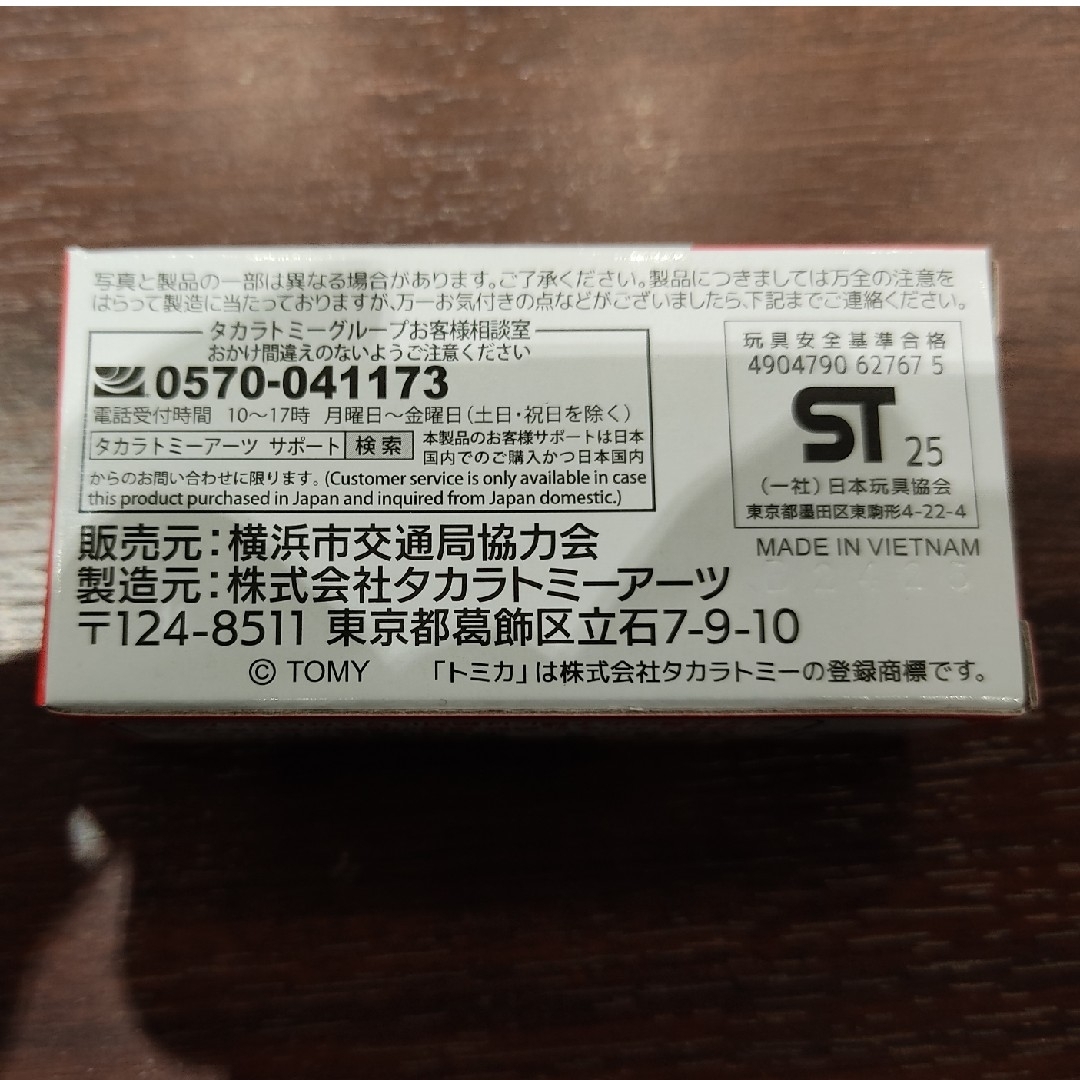 写真と製品の一部は異なる場合があります。ご了承ください。製品につきましては万全の注意を
はらって製造に当たっておりますが、万一お気付きの点などがございましたら、下記までご連絡ください。
タカラトミーグループお客様相談室
おかけ間違えのないようご注意ください
0570-041173
電話受付時間 10～17時 月曜日～金曜日(土日・祝日を除く)
タカラトミーアーツ サポート 検索
本製品のお客様サポートは日本
国内でのご購入かつ日本国内
からのお問い合わせに限ります。(Customer service is only available in case
this product purchased in Japan and inquired from Japan domestic.)
玩具安全基準合格
4904790 62767 5
ST 25
(一社)日本玩具協会
東京都墨田区東駒形4-22-4
MADE IN VIETNAM
販売元:横浜市交通局協力会
製造元:株式会社タカラトミーアーツ
〒124-8511 東京都葛飾区立石7-9-10
© TOMY 「トミカ」は株式会社タカラトミーの登録商標です。